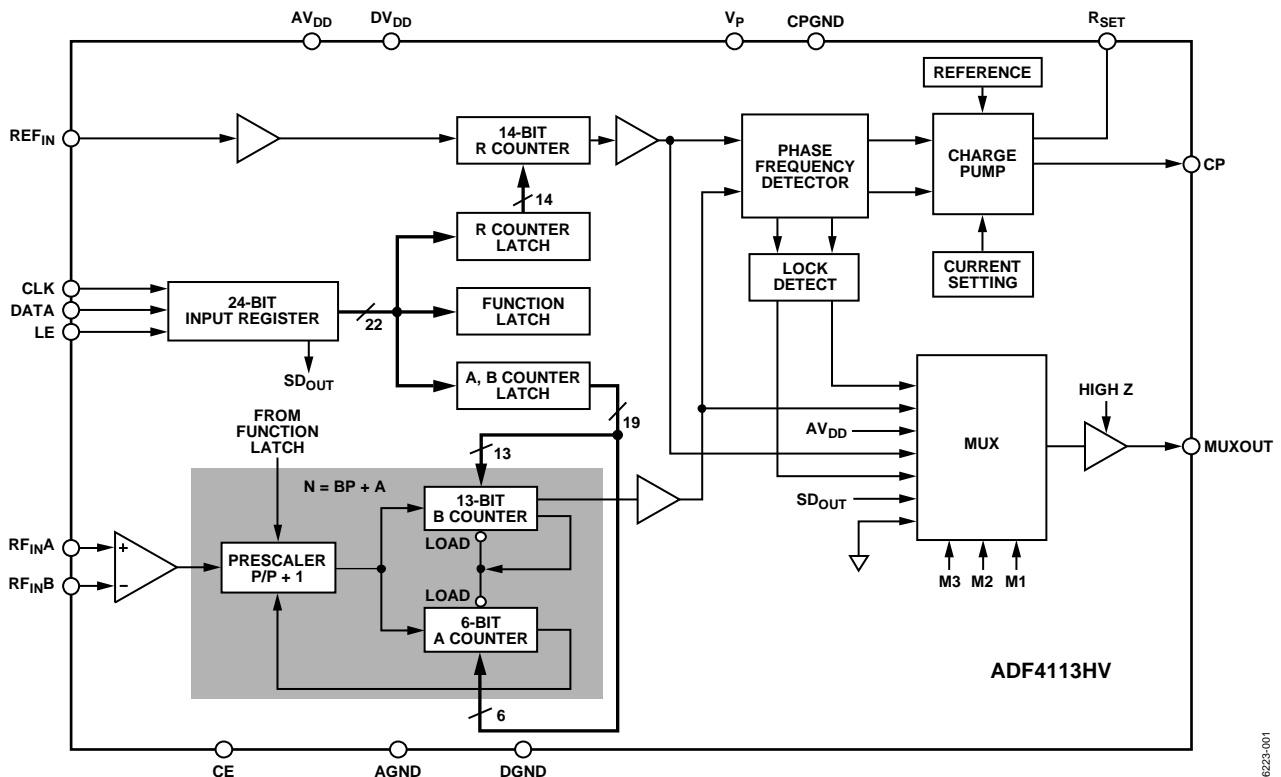 AVDD DVDD VP CPGND RSET
REFERENCE
REFIN
14-BIT
R COUNTER
PHASE
FREQUENCY
DETECTOR
CHARGE
PUMP
CP
14
R COUNTER
LATCH
LOCK
DETECT
CURRENT
SETTING
CLK
DATA
LE
24-BIT
INPUT REGISTER
22
FUNCTION
LATCH
SDOUT
A, B COUNTER
LATCH
19
FROM
FUNCTION
LATCH
13
HIGH Z
AVDD
MUX
MUXOUT
N = BP + A
13-BIT
B COUNTER
SDOUT
RFINA
+
LOAD
PRESCALER
P/P + 1
RFINB
–
LOAD
M3 M2 M1
6-BIT
A COUNTER
ADF4113HV
6
CE AGND DGND
6223-001